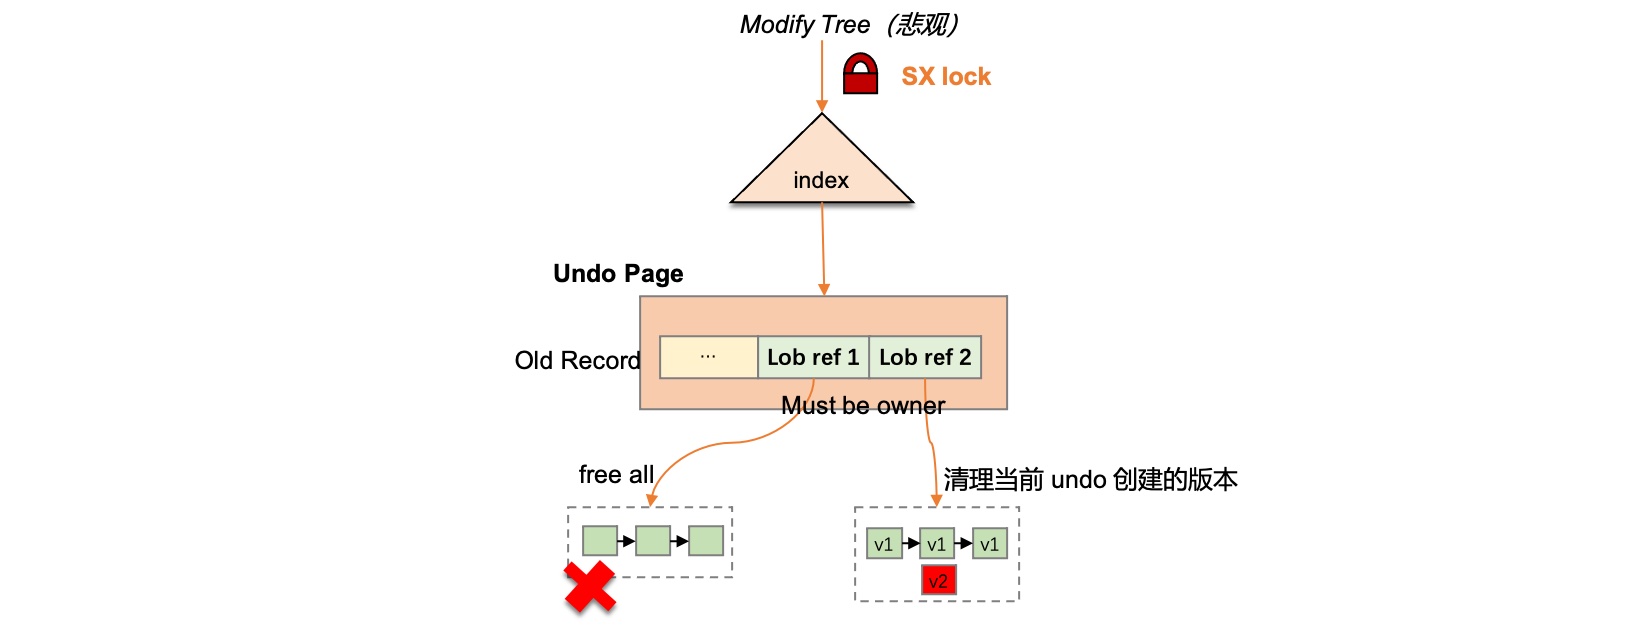 Modify Tree（悲观）
SX lock
index
Undo Page
Old Record
...
Lob ref 1
Lob ref 2
Must be owner
free all
清理当前 undo 创建的版本
v1
v1
v1
v2